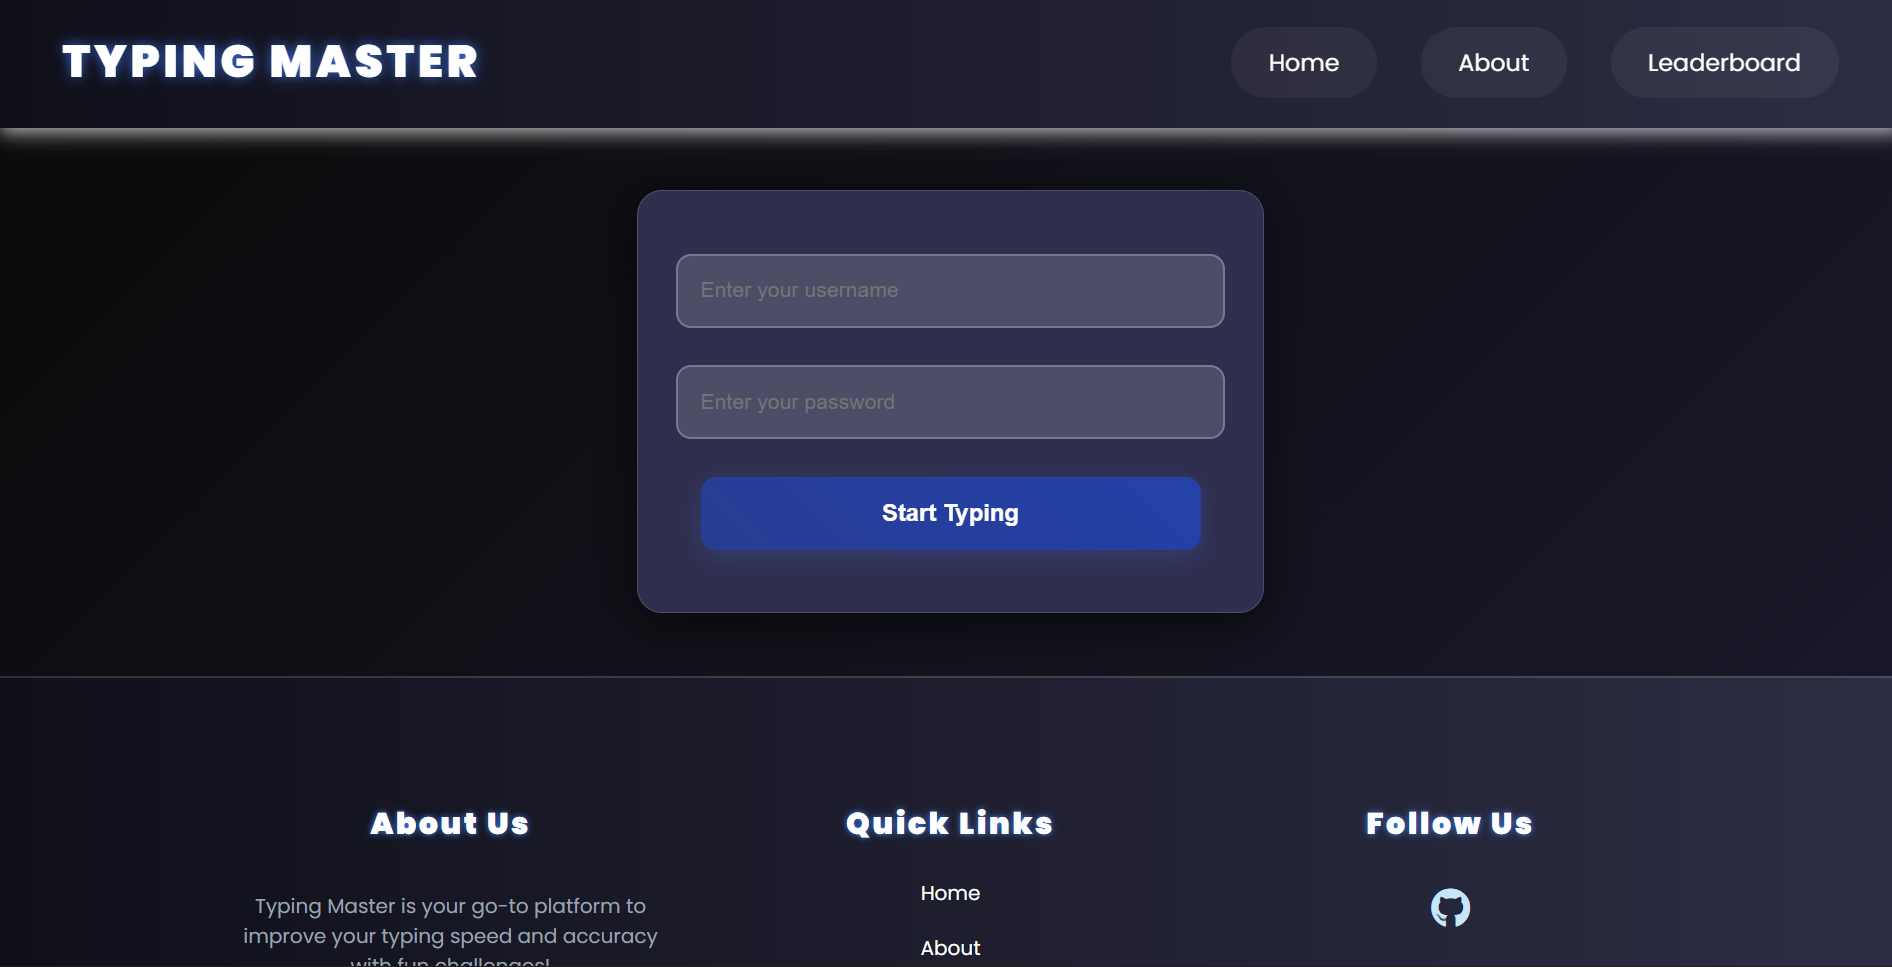 TYPING MASTER
Home
About
Leaderboard
Enter your username
Enter your password
Start Typing
About Us
Typing Master is your go-to platform to
improve your typing speed and accuracy
with fun challenges!
Quick Links
Home
About
Follow Us